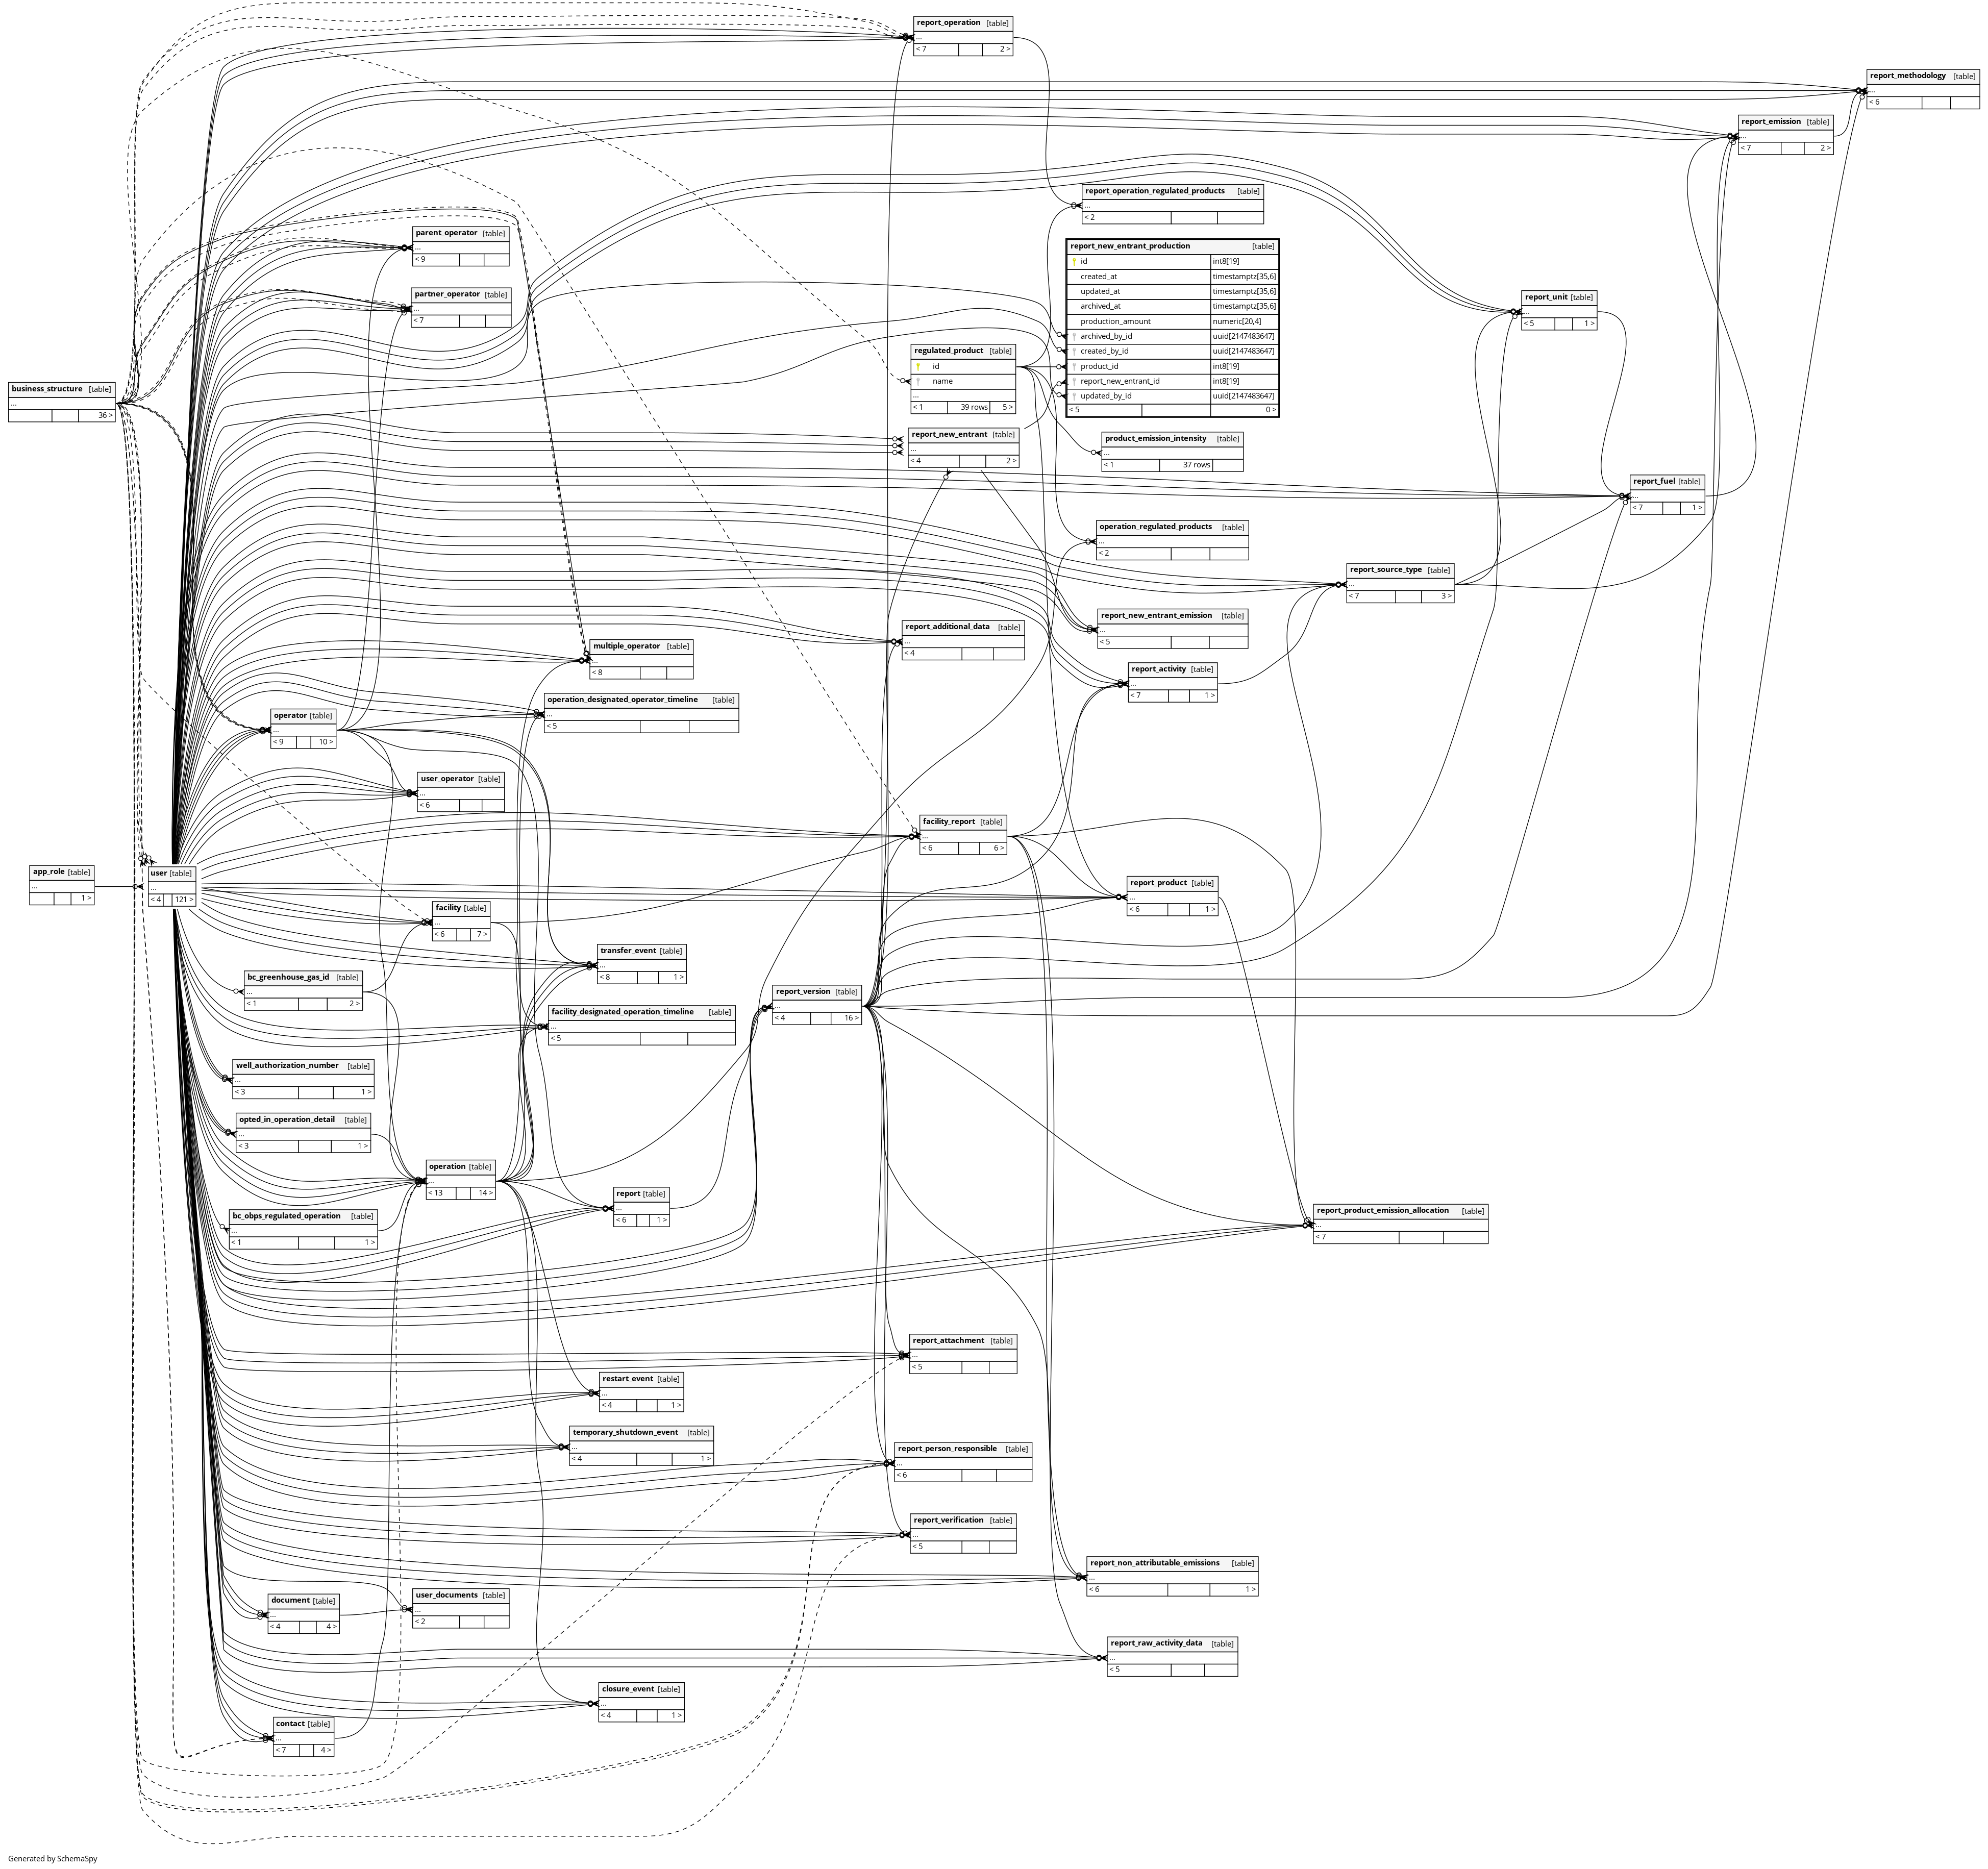 report_operation [table]
...
< 7 2 >
report_methodology [table]
...
< 6
report_emission [table]
...
< 7 2 >
report_operation_regulated_products [table]
...
< 2
parent_operator [table]
...
< 9
report_new_entrant_production [table]
id int8[19]
created_at timestamptz[35,6]
updated_at timestamptz[35,6]
archived_at timestamptz[35,6]
production_amount numeric[20,4]
archived_by_id uuid[2147483647]
created_by_id uuid[2147483647]
product_id int8[19]
report_new_entrant_id int8[19]
updated_by_id uuid[2147483647]
< 5 0 >
partner_operator [table]
...
< 7
report_unit [table]
...
< 5 1 >
regulated_product [table]
id
name
...
< 1 39 rows 5 >
business_structure [table]
...
36 >
report_new_entrant [table]
...
< 4 2 >
product_emission_intensity [table]
...
< 1 37 rows
report_fuel [table]
...
< 7 1 >
operation_regulated_products [table]
...
< 2
report_source_type [table]
...
< 7 3 >
report_new_entrant_emission [table]
...
< 5
report_additional_data [table]
...
< 4
multiple_operator [table]
...
< 8
report_activity [table]
...
< 7 1 >
operation_designated_operator_timeline [table]
...
< 5
operator [table]
...
< 9 10 >
user_operator [table]
...
< 6
facility_report [table]
...
< 6 6 >
app_role [table]
...
1 >
user [table]
...
< 4 121 >
report_product [table]
...
< 6 1 >
facility [table]
...
< 6 7 >
transfer_event [table]
...
< 8 1 >
bc_greenhouse_gas_id [table]
...
< 1 2 >
report_version [table]
...
< 4 16 >
facility_designated_operation_timeline [table]
...
< 5
well_authorization_number [table]
...
< 3 1 >
opted_in_operation_detail [table]
...
< 3 1 >
operation [table]
...
< 13 14 >
report [table]
...
< 6 1 >
bc_obps_regulated_operation [table]
...
< 1 1 >
report_product_emission_allocation [table]
...
< 7
report_attachment [table]
...
< 5
restart_event [table]
...
< 4 1 >
temporary_shutdown_event [table]
...
< 4 1 >
report_person_responsible [table]
...
< 6
report_verification [table]
...
< 5
report_non_attributable_emissions [table]
...
< 6 1 >
document [table]
...
< 4 4 >
user_documents [table]
...
< 2
report_raw_activity_data [table]
...
< 5
closure_event [table]
...
< 4 1 >
contact [table]
...
< 7 4 >
Generated by SchemaSpy